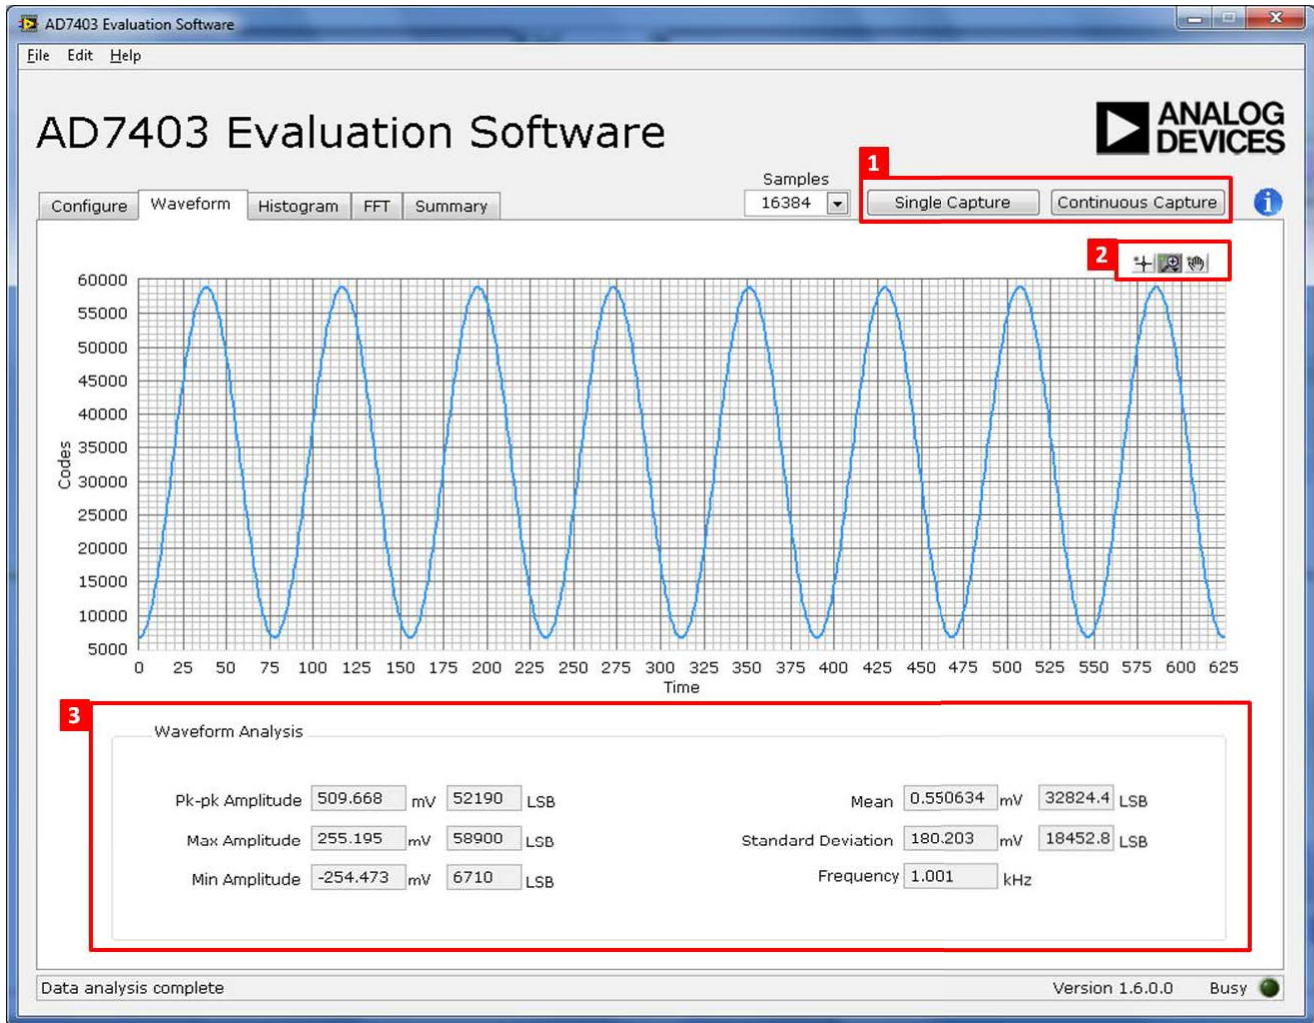 AD7403 Evaluation Software
File Edit Help
AD7403 Evaluation Software
ANALOG
DEVICES
1
Samples
Configure Waveform Histogram FFT Summary 16384 Single Capture Continuous Capture i
2
60000
55000
50000
45000
40000
35000
30000
25000
20000
15000
10000
5000
Codes
0 25 50 75 100 125 150 175 200 225 250 275 300 325 350 375 400 425 450 475 500 525 550 575 600 625
Time
3
Waveform Analysis
Pk-pk Amplitude 509.668 mV 52190 LSB
Max Amplitude 255.195 mV 58900 LSB
Min Amplitude -254.473 mV 6710 LSB
Mean 0.550634 mV 32824.4 LSB
Standard Deviation 180.203 mV 18452.8 LSB
Frequency 1.001 kHz
Data analysis complete Version 1.6.0.0 Busy